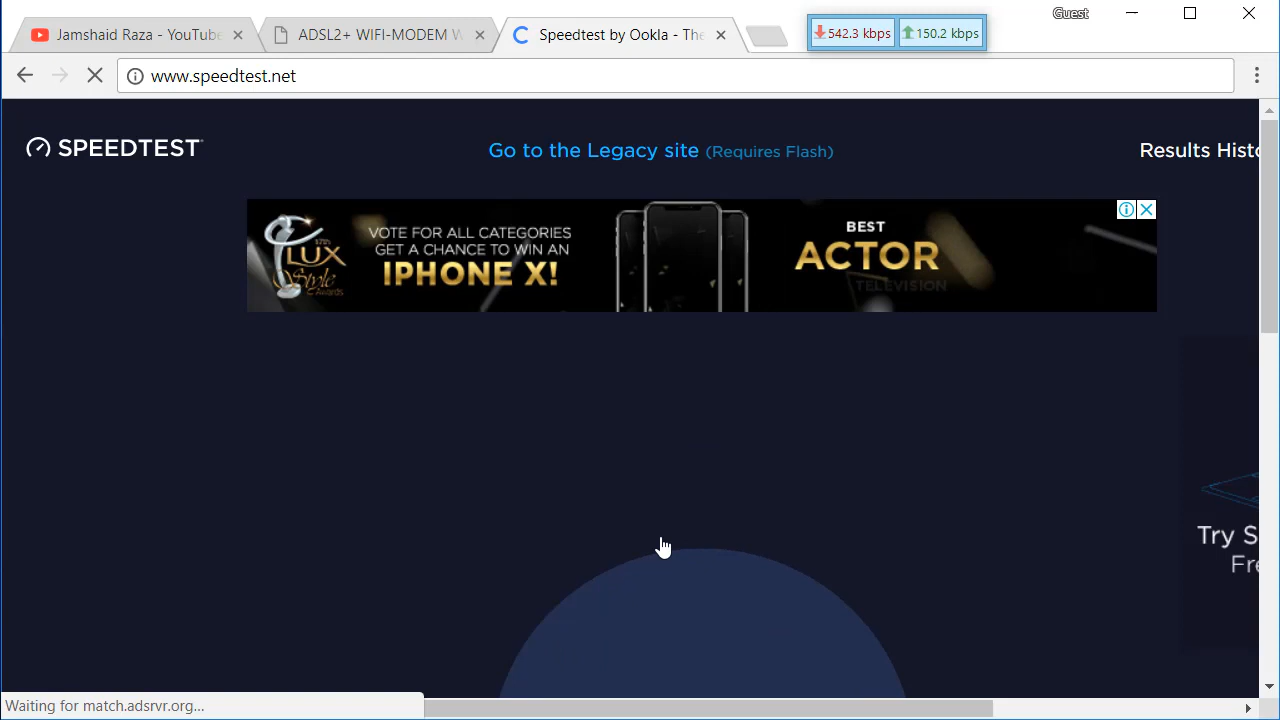 Guest
Jamshaid Raza - YouTube
ADSL2+ WIFI-MODEM W
Speedtest by Ookla - The
542.3 kbps
150.2 kbps
www.speedtest.net
SPEEDTEST
Go to the Legacy site (Requires Flash)
Results Histo
17th
LUX
Style
Awards
VOTE FOR ALL CATEGORIES
GET A CHANCE TO WIN AN
IPHONE X!
BEST
ACTOR
TELEVISION
Try S
Fre
Waiting for match.adsrvr.org...